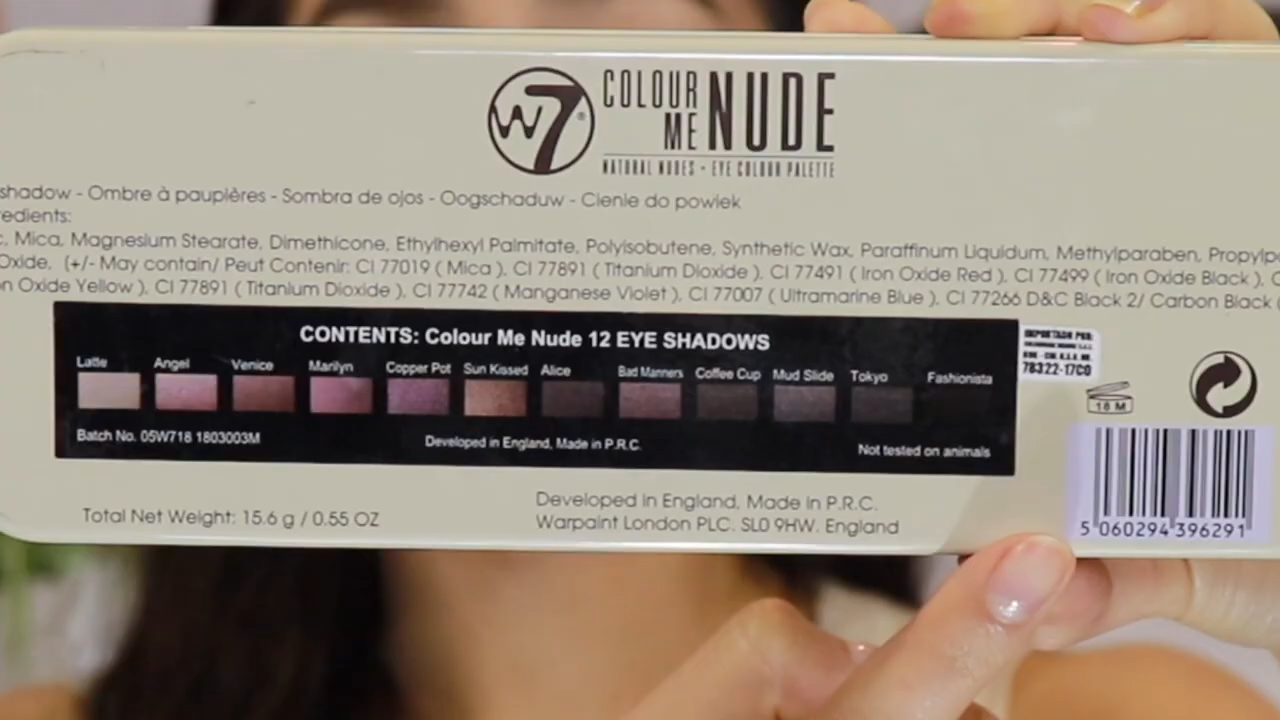 W7®
COLOUR
ME NUDE
NATURAL NUDES - EYE COLOUR PALETTE
shadow - Ombre à paupières - Sombra de ojos - Oogschaduw - Cienie do powiek
edients:
c, Mica, Magnesium Stearate, Dimethicone, Ethylhexyl Palmitate, Polyisobutene, Synthetic Wax, Paraffinum Liquidum, Methylparaben, Propylp
Oxide, (+/- May contain/ Peut Contenir: CI 77019 ( Mica ), CI 77891 ( Titanium Dioxide ), CI 77491 ( Iron Oxide Red ), CI 77499 ( Iron Oxide Black ), C
n Oxide Yellow ), CI 77891 ( Titanium Dioxide ), CI 77742 ( Manganese Violet ), CI 77007 ( Ultramarine Blue ), CI 77266 D&C Black 2/ Carbon Black
CONTENTS: Colour Me Nude 12 EYE SHADOWS
Latte Angel Venice Marilyn Copper Pot Sun Kissed Alice Bad Manners Coffee Cup Mud Slide Tokyo Fashionista
Batch No. 05W718 1803003M
Developed in England, Made in P.R.C.
Not tested on animals
IMPORTADO POR:
78322-17CO
18 M
Total Net Weight: 15.6 g / 0.55 OZ
Developed in England, Made in P.R.C.
Warpaint London PLC. SL0 9HW. England
5 060294 396291